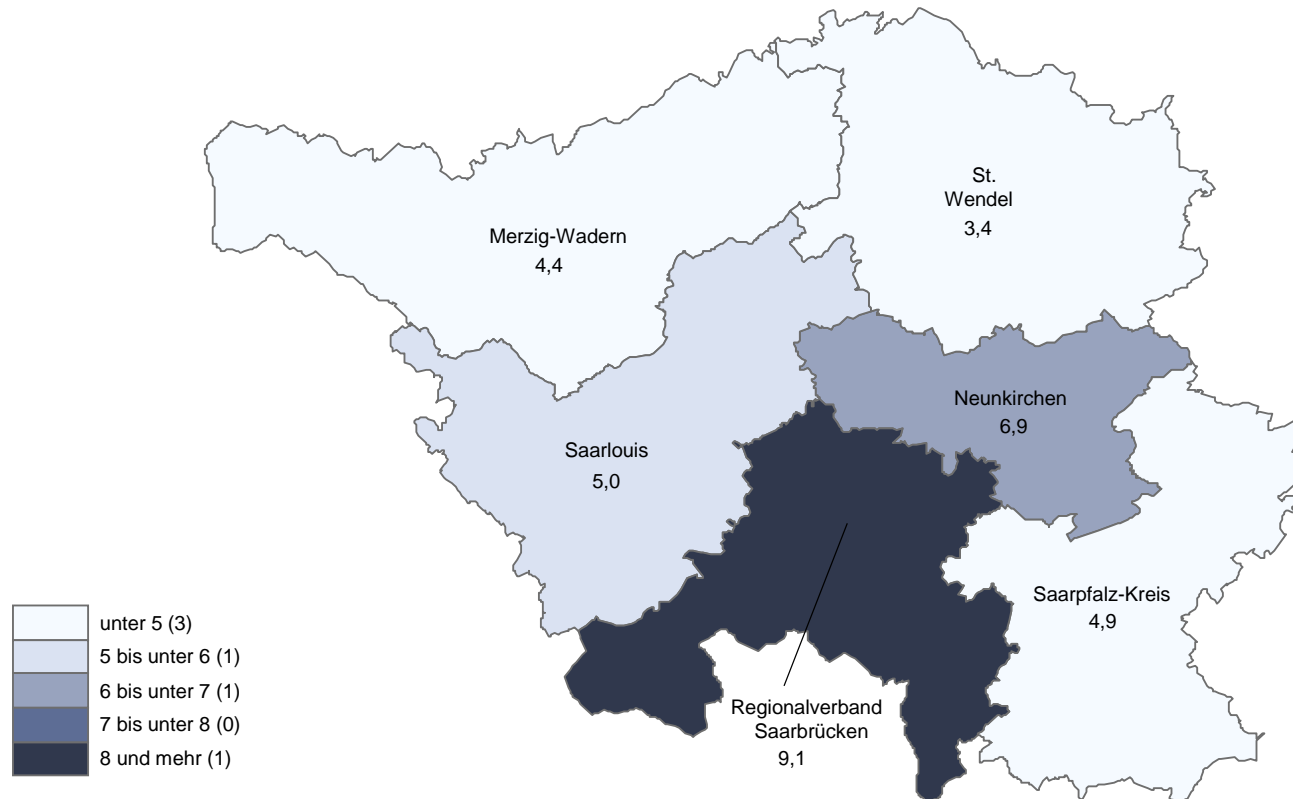 St.
Wendel
3,4
Merzig-Wadern
4,4
Neunkirchen
6,9
Saarlouis
5,0
Saarpfalz-Kreis
4,9
Regionalverband
Saarbrücken
9,1
unter 5 (3)
5 bis unter 6 (1)
6 bis unter 7 (1)
7 bis unter 8 (0)
8 und mehr (1)